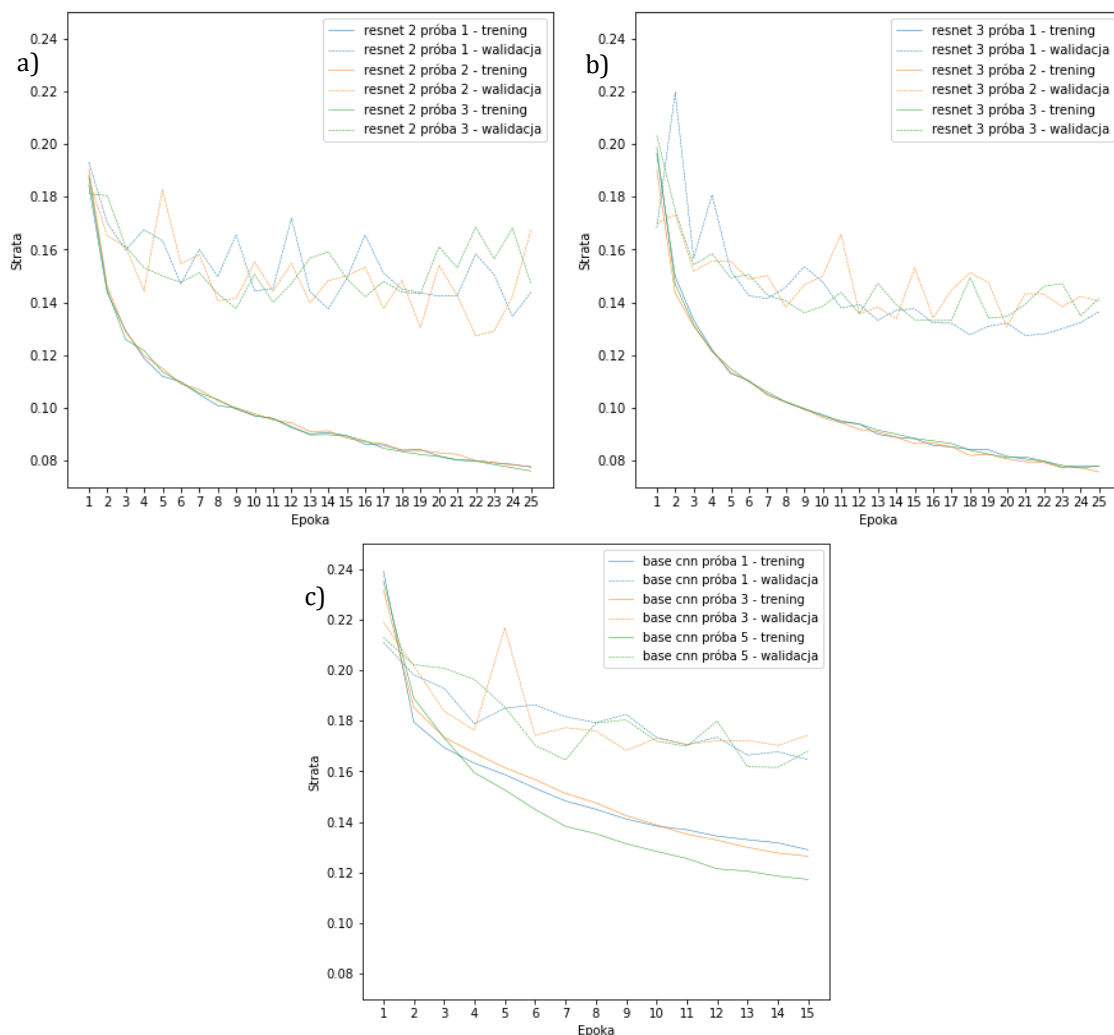 a)
resnet 2 próba 1 - trening
resnet 2 próba 1 - walidacja
resnet 2 próba 2 - trening
resnet 2 próba 2 - walidacja
resnet 2 próba 3 - trening
resnet 2 próba 3 - walidacja
0.24
0.22
0.20
0.18
0.16
0.14
0.12
0.10
0.08
Strata
1 2 3 4 5 6 7 8 9 10 11 12 13 14 15 16 17 18 19 20 21 22 23 24 25
Epoka
b)
resnet 3 próba 1 - trening
resnet 3 próba 1 - walidacja
resnet 3 próba 2 - trening
resnet 3 próba 2 - walidacja
resnet 3 próba 3 - trening
resnet 3 próba 3 - walidacja
0.24
0.22
0.20
0.18
0.16
0.14
0.12
0.10
0.08
Strata
1 2 3 4 5 6 7 8 9 10 11 12 13 14 15 16 17 18 19 20 21 22 23 24 25
Epoka
c)
base cnn próba 1 - trening
base cnn próba 1 - walidacja
base cnn próba 3 - trening
base cnn próba 3 - walidacja
base cnn próba 5 - trening
base cnn próba 5 - walidacja
0.24
0.22
0.20
0.18
0.16
0.14
0.12
0.10
0.08
Strata
1 2 3 4 5 6 7 8 9 10 11 12 13 14 15
Epoka